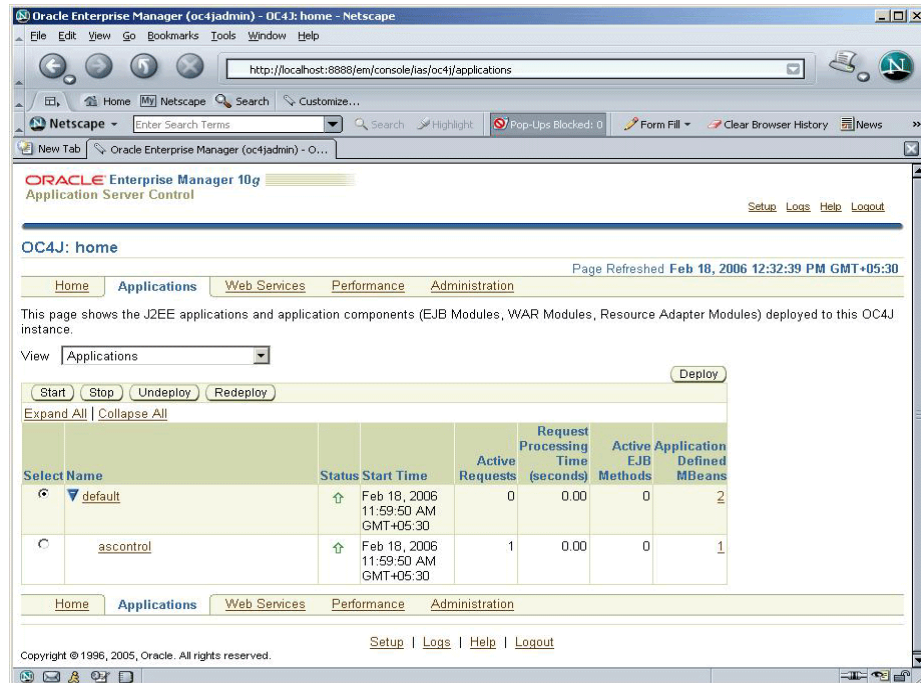 Oracle Enterprise Manager (oc4jadmin) - OC4J: home - Netscape
File Edit View Go Bookmarks Tools Window Help
http://localhost:8888/em/console/ias/oc4j/applications
Home My Netscape Search Customize...
Netscape Enter Search Terms Search Highlight Pop-Ups Blocked: 0 Form Fill Clear Browser History News »
New Tab Oracle Enterprise Manager (oc4jadmin) - O...
ORACLE Enterprise Manager 10g
Application Server Control
Setup Logs Help Logout
OC4J: home
Page Refreshed Feb 18, 2006 12:32:39 PM GMT+05:30
Home Applications Web Services Performance Administration
This page shows the J2EE applications and application components (EJB Modules, WAR Modules, Resource Adapter Modules) deployed to this OC4J
instance.
View Applications
Deploy
Start Stop Undeploy Redeploy
Expand All | Collapse All
Select Name Status Start Time Active Requests Request Processing Time (seconds) Active EJB Methods Application Defined MBeans
default Feb 18, 2006 11:59:50 AM GMT+05:30 0 0.00 0 2
ascontrol Feb 18, 2006 11:59:50 AM GMT+05:30 1 0.00 0 1
Home Applications Web Services Performance Administration
Setup | Logs | Help | Logout
Copyright © 1996, 2005, Oracle. All rights reserved.